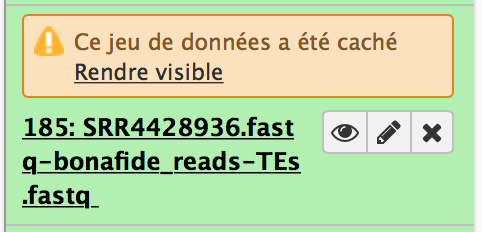 Ce jeu de données a été caché
Rendre visible
185: SRR4428936.fast
q-bonafide_reads-TEs
.fastq